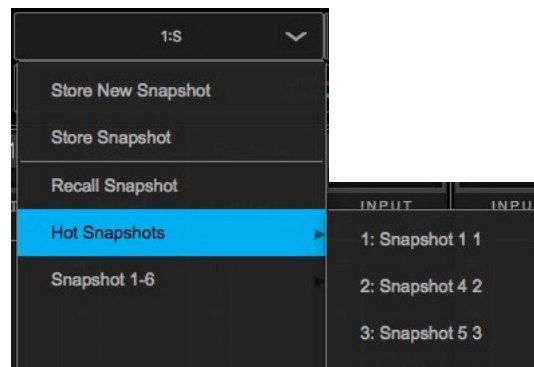 1:S
Store New Snapshot
Store Snapshot
Recall Snapshot
Hot Snapshots
Snapshot 1-6
INPUT
INPU
1: Snapshot 1 1
2: Snapshot 4 2
3: Snapshot 5 3